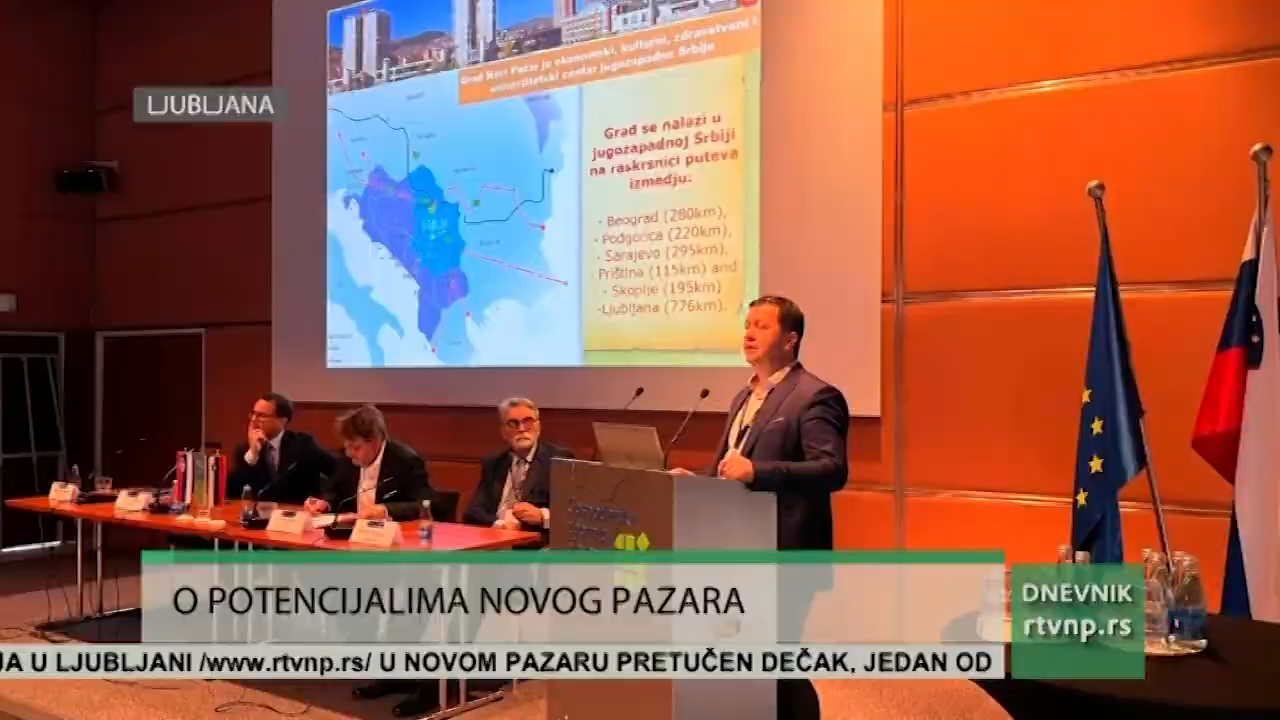 LJUBLJANA
Grad Novi Pazar je ekonomski, kulturni, zdravstveni i
univerzitetski centar jugozapadne Srbije
Grad se nalazi u
jugozapadnoj Srbiji
na raskrsnici puteva
izmedju:
- Beograd (280km),
- Podgorica (220km),
- Sarajevo (295km),
- Priština (115km) and
- Skoplje (195km)
-Ljubljana (776km).
O POTENCIJALIMA NOVOG PAZARA
DNEVNIK
rtvnp.rs
JA U LJUBLJANI /www.rtvnp.rs/ U NOVOM PAZARU PRETUČEN DEČAK, JEDAN OD